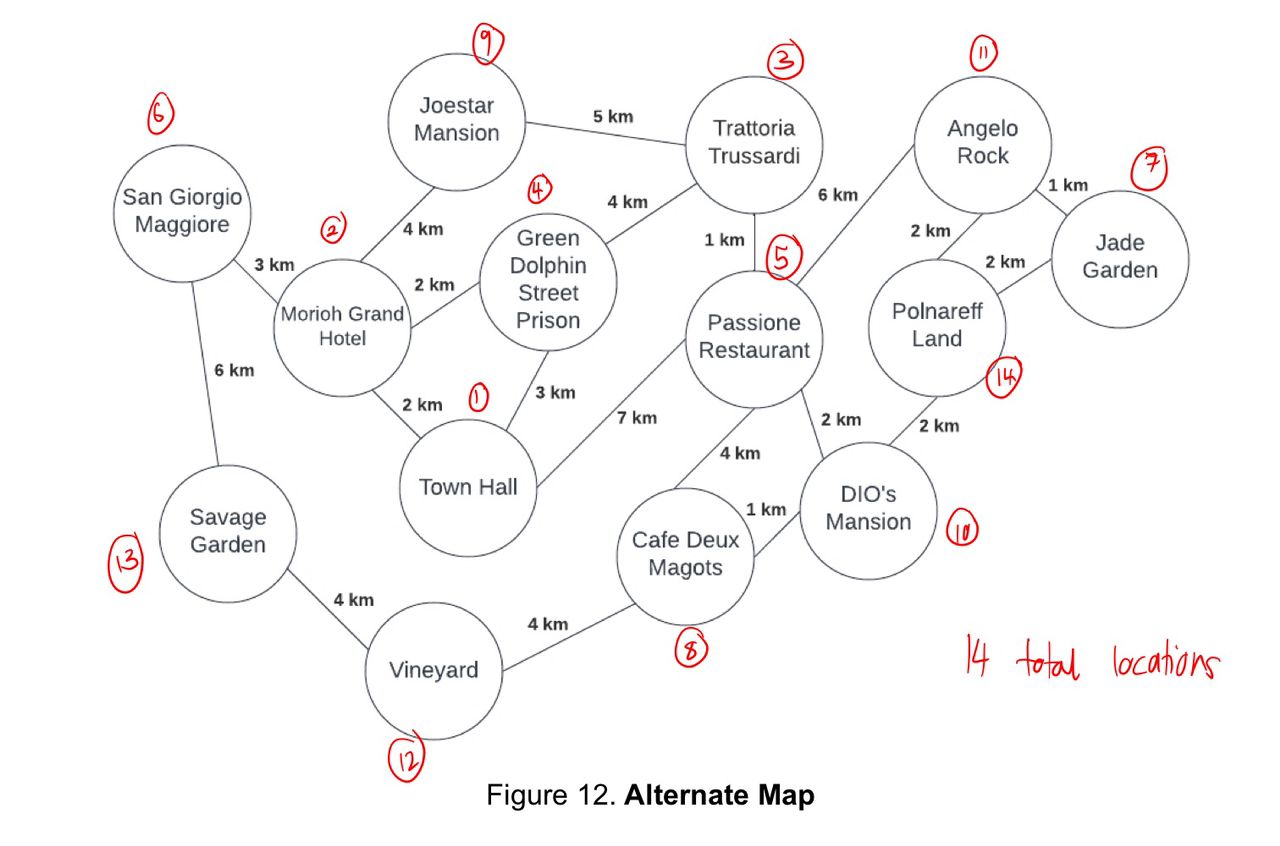 9
3
11
6
Joestar
Mansion
5 km
Trattoria
Trussardi
Angelo
Rock
7
1 km
San Giorgio
Maggiore
4
4 km
6 km
2
4 km
Green
Dolphin
Street
Prison
1 km
5
2 km
Jade
Garden
3 km
2 km
2 km
Morioh Grand
Hotel
Passione
Restaurant
Polnareff
Land
14
6 km
2 km
1
3 km
7 km
2 km
2 km
4 km
Town Hall
1 km
DIO's
Mansion
10
Savage
Garden
13
Cafe Deux
Magots
8
4 km
4 km
Vineyard
12
14 total locations
Figure 12. Alternate Map